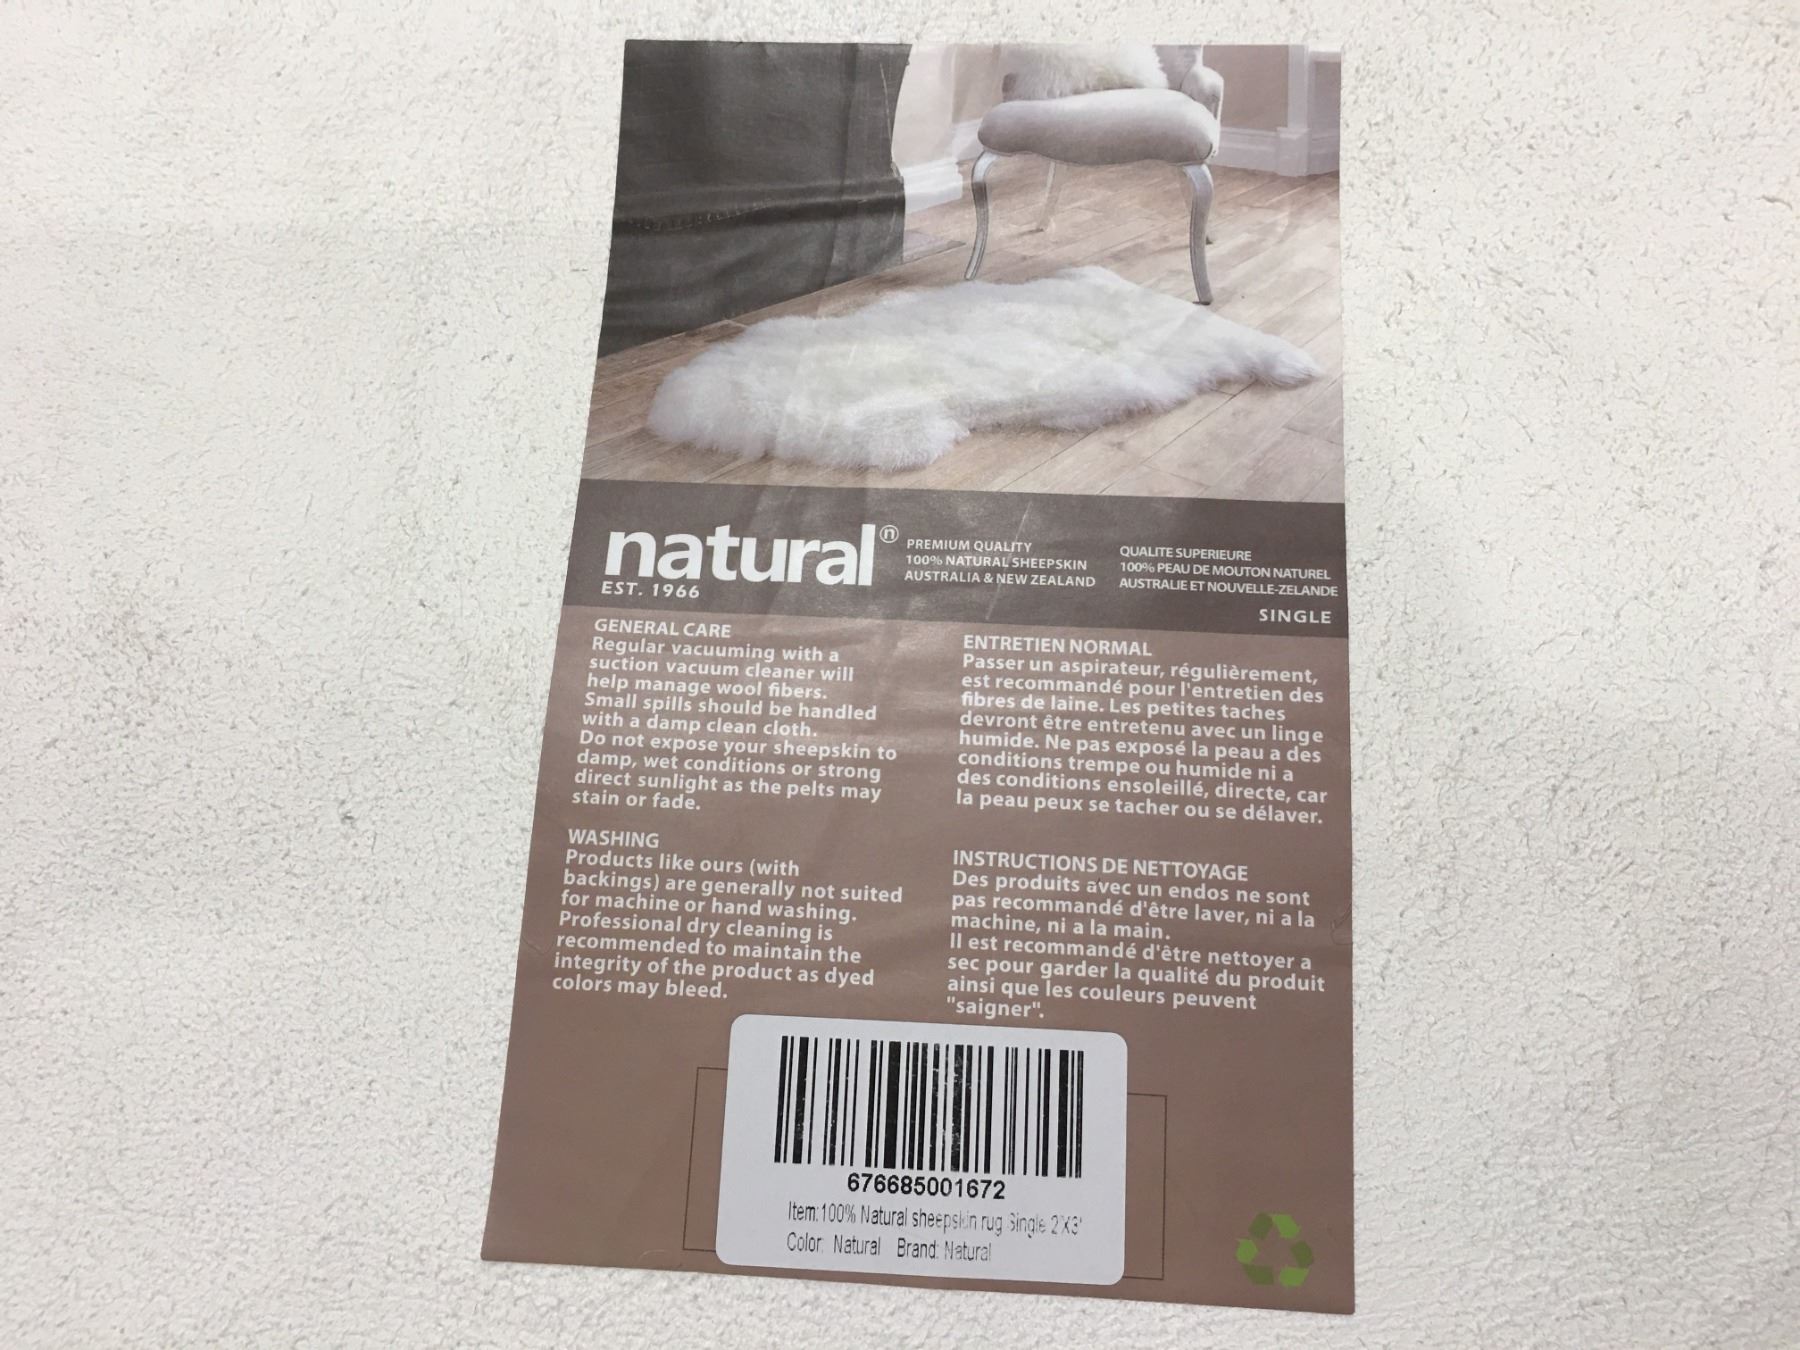 natural ⓝ
EST. 1966
PREMIUM QUALITY
100% NATURAL SHEEPSKIN
AUSTRALIA & NEW ZEALAND
QUALITE SUPERIEURE
100% PEAU DE MOUTON NATUREL
AUSTRALIE ET NOUVELLE-ZELANDE
SINGLE
GENERAL CARE
Regular vacuuming with a
suction vacuum cleaner will
help manage wool fibers.
Small spills should be handled
with a damp clean cloth.
Do not expose your sheepskin to
damp, wet conditions or strong
direct sunlight as the pelts may
stain or fade.
WASHING
Products like ours (with
backings) are generally not suited
for machine or hand washing.
Professional dry cleaning is
recommended to maintain the
integrity of the product as dyed
colors may bleed.
ENTRETIEN NORMAL
Passer un aspirateur, régulièrement,
est recommandé pour l'entretien des
fibres de laine. Les petites taches
devront être entretenu avec un linge
humide. Ne pas exposé la peau a des
conditions trempe ou humide ni a
des conditions ensoleillé, directe, car
la peau peux se tacher ou se délaver.
INSTRUCTIONS DE NETTOYAGE
Des produits avec un endos ne sont
pas recommandé d'être laver, ni a la
machine, ni a la main.
Il est recommandé d'être nettoyer a
sec pour garder la qualité du produit
ainsi que les couleurs peuvent
"saigner".
676685001672
Item:100% Natural sheepskin rug Single 2'X3'
Color: Natural Brand: Natural